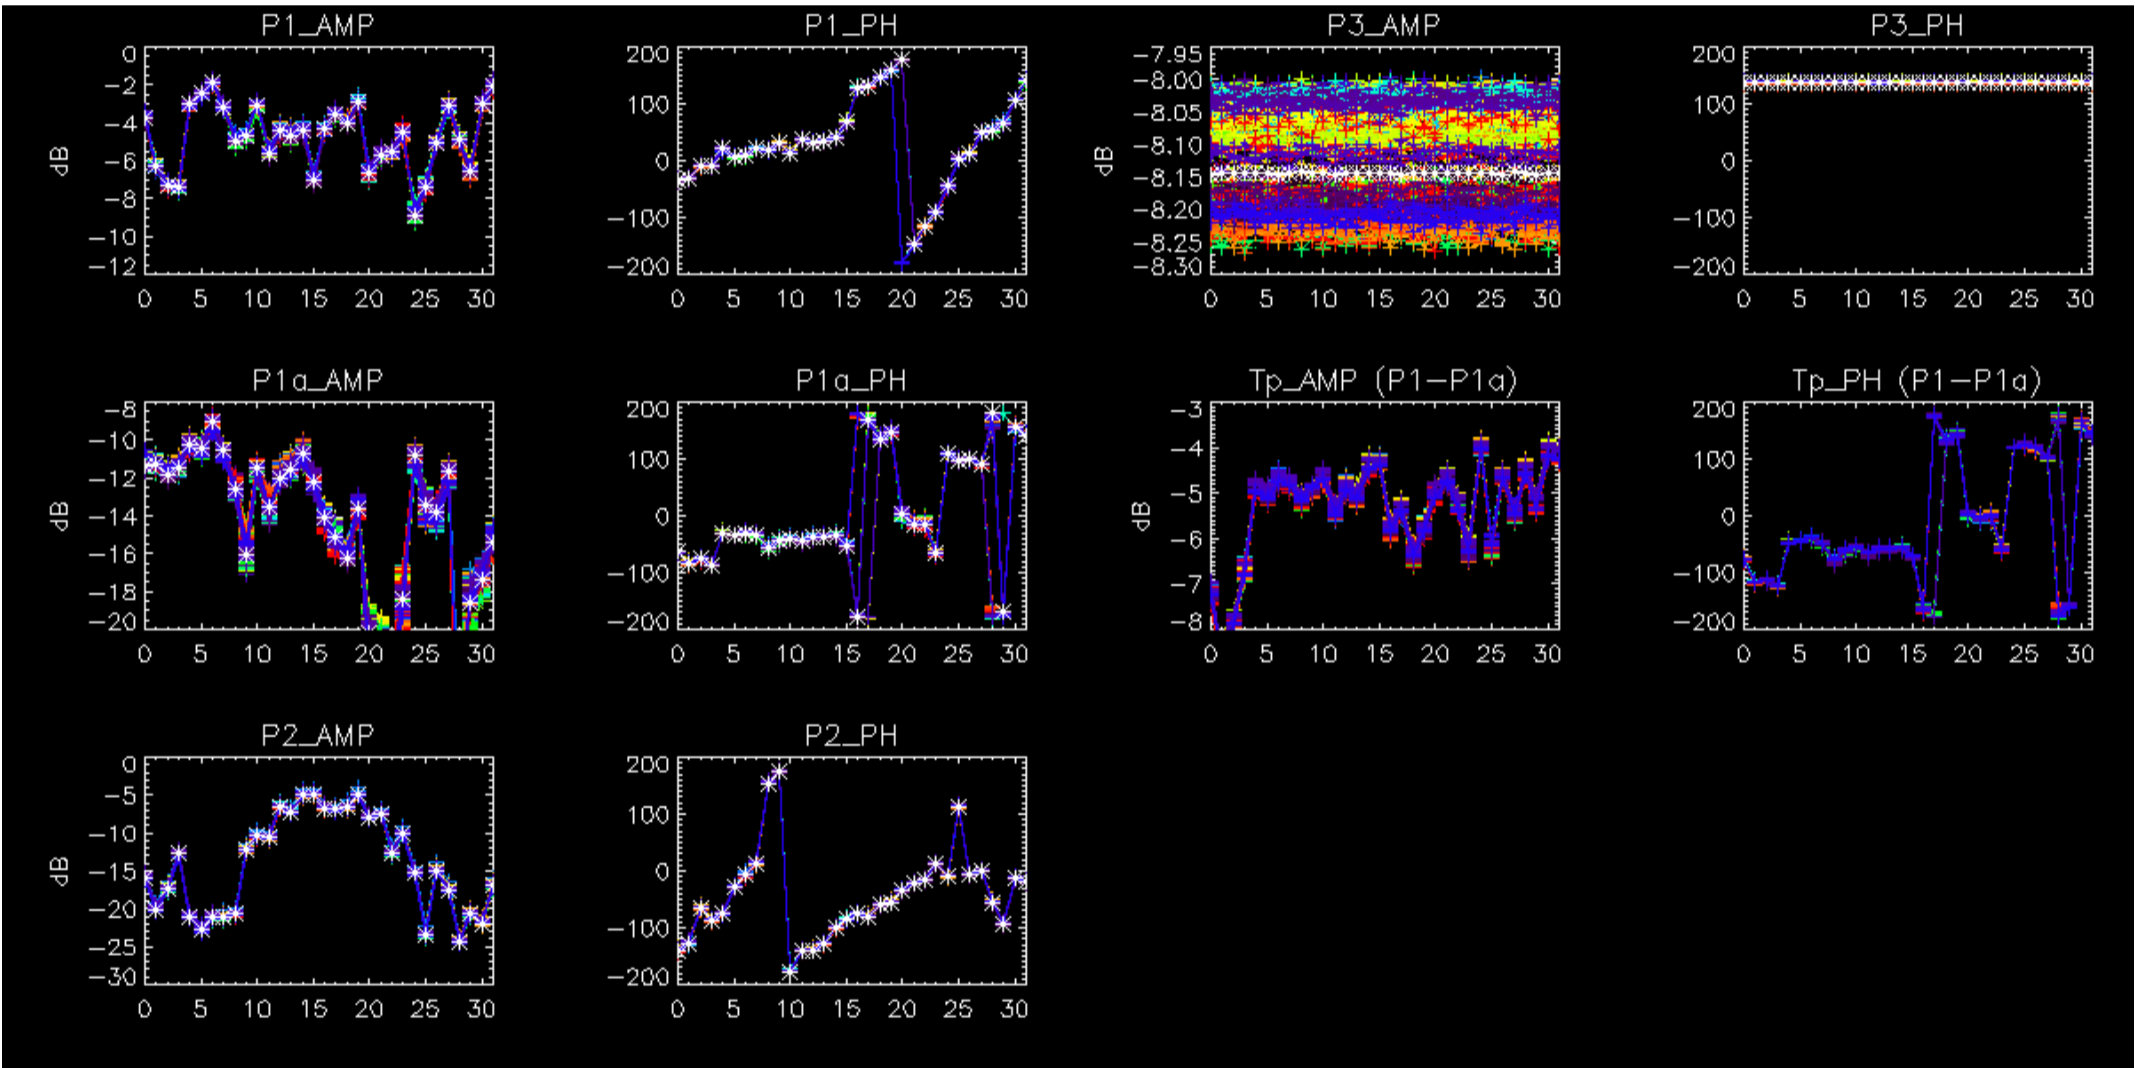 P1_AMP
P1_PH
P3_AMP
P3_PH
dB
0
−2
−4
−6
−8
−10
−12
0 5 10 15 20 25 30
200
100
0
−100
−200
0 5 10 15 20 25 30
dB
−7.95
−8.00
−8.05
−8.10
−8.15
−8.20
−8.25
−8.30
0 5 10 15 20 25 30
200
100
0
−100
−200
0 5 10 15 20 25 30
P1a_AMP
P1a_PH
Tp_AMP (P1−P1a)
Tp_PH (P1−P1a)
dB
−8
−10
−12
−14
−16
−18
−20
0 5 10 15 20 25 30
200
100
0
−100
−200
0 5 10 15 20 25 30
dB
−3
−4
−5
−6
−7
−8
0 5 10 15 20 25 30
200
100
0
−100
−200
0 5 10 15 20 25 30
P2_AMP
P2_PH
dB
0
−5
−10
−15
−20
−25
−30
0 5 10 15 20 25 30
200
100
0
−100
−200
0 5 10 15 20 25 30